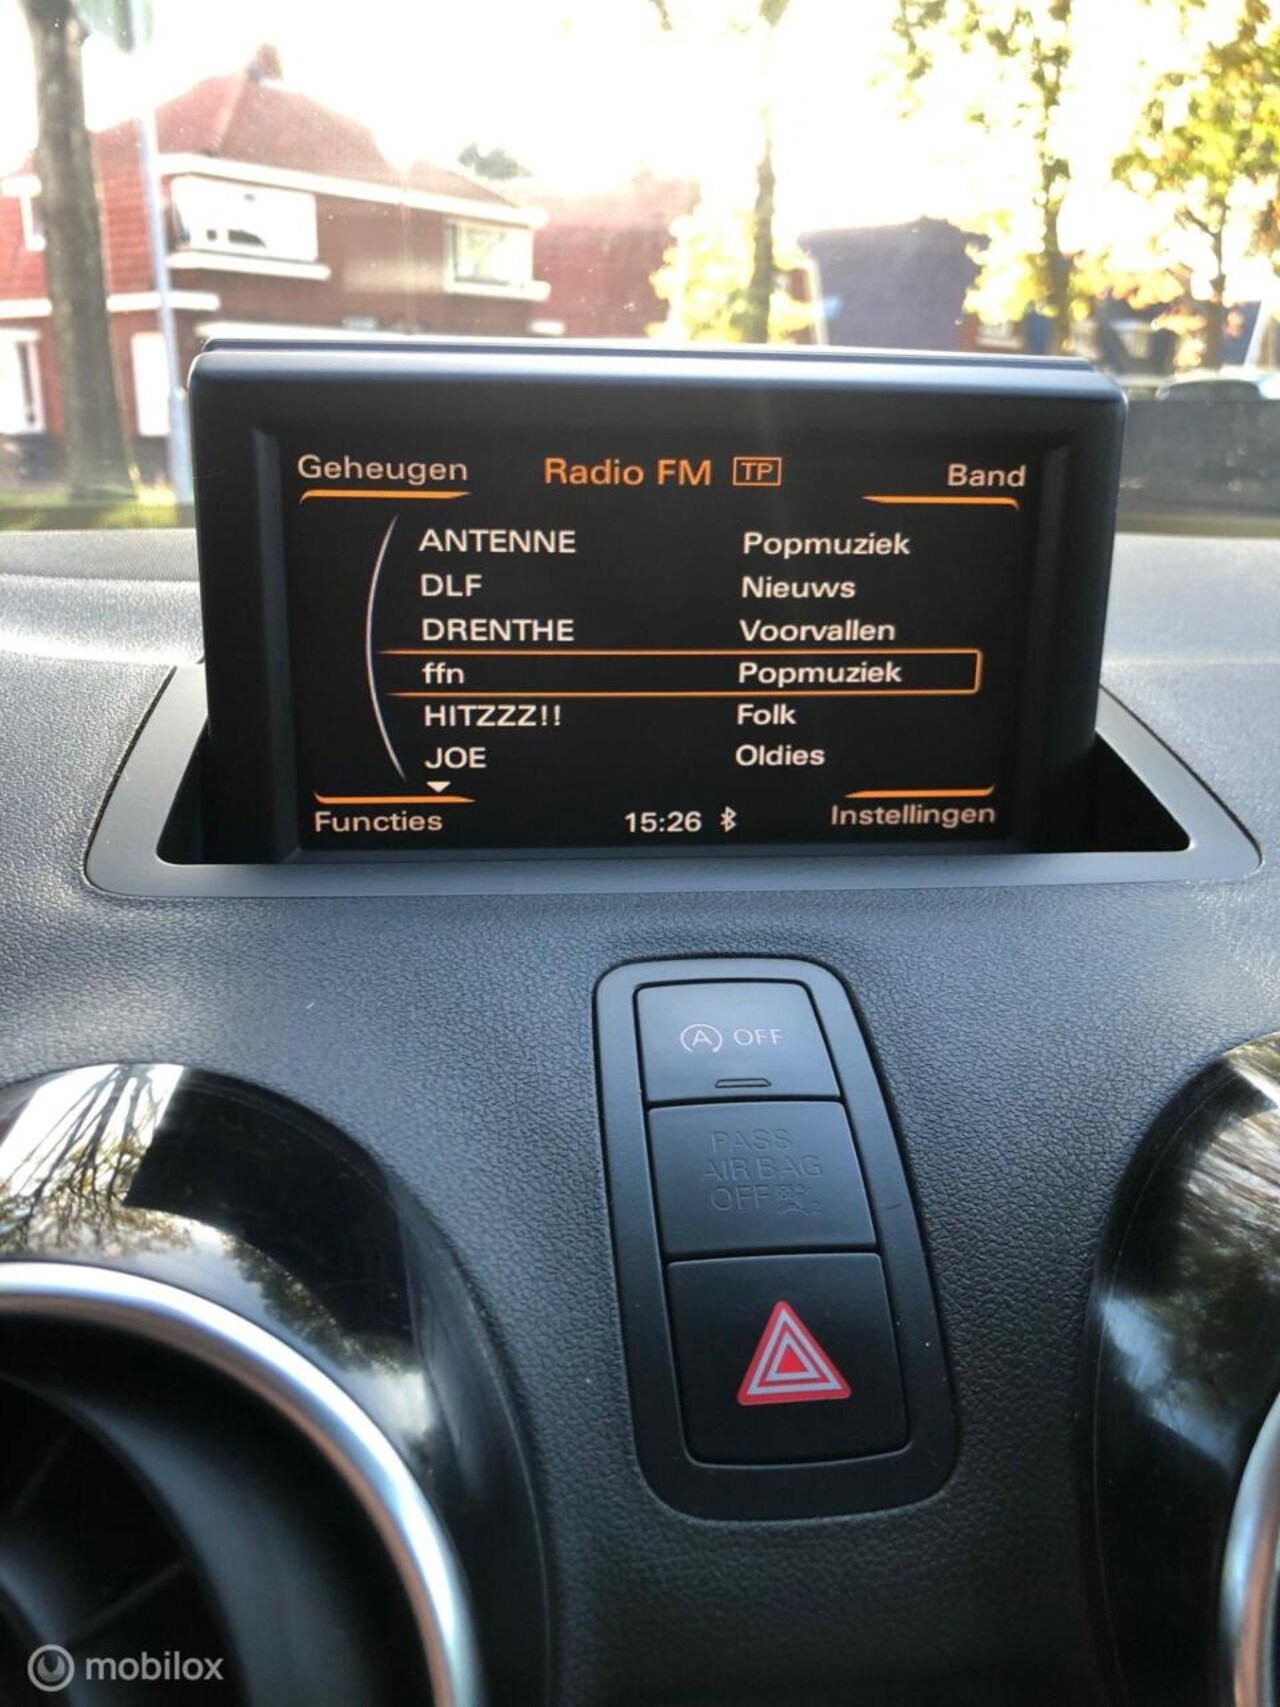 Geheugen Radio FM TP Band
ANTENNE Popmuziek
DLF Nieuws
DRENTHE Voorvallen
ffn Popmuziek
HITZZZ!! Folk
JOE Oldies
Functies 15:26 Instellingen
A OFF
PASS
AIR BAG
OFF
mobilox